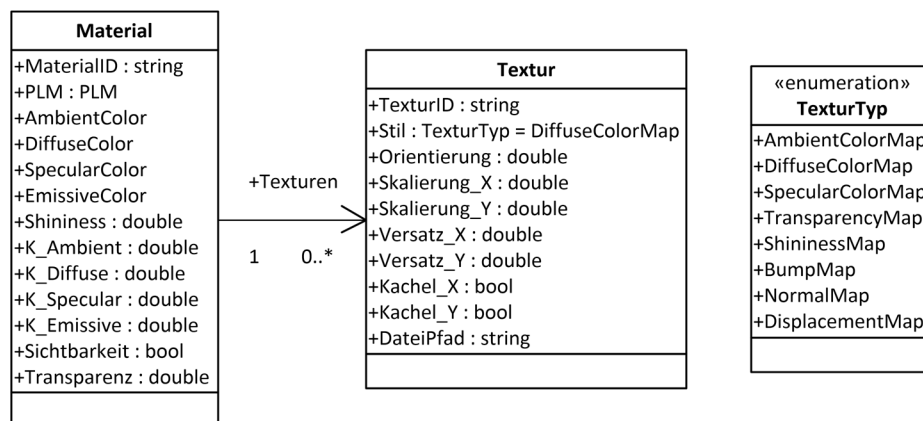 Material
+MaterialID : string
+PLM : PLM
+AmbientColor
+DiffuseColor
+SpecularColor
+EmissiveColor
+Shininess : double
+K_Ambient : double
+K_Diffuse : double
+K_Specular : double
+K_Emissive : double
+Sichtbarkeit : bool
+Transparenz : double
+Texturen
1 0..*
Textur
+TexturID : string
+Stil : TexturTyp = DiffuseColorMap
+Orientierung : double
+Skalierung_X : double
+Skalierung_Y : double
+Versatz_X : double
+Versatz_Y : double
+Kachel_X : bool
+Kachel_Y : bool
+DateiPfad : string
«enumeration»
TexturTyp
+AmbientColorMap
+DiffuseColorMap
+SpecularColorMap
+TransparencyMap
+ShininessMap
+BumpMap
+NormalMap
+DisplacementMap